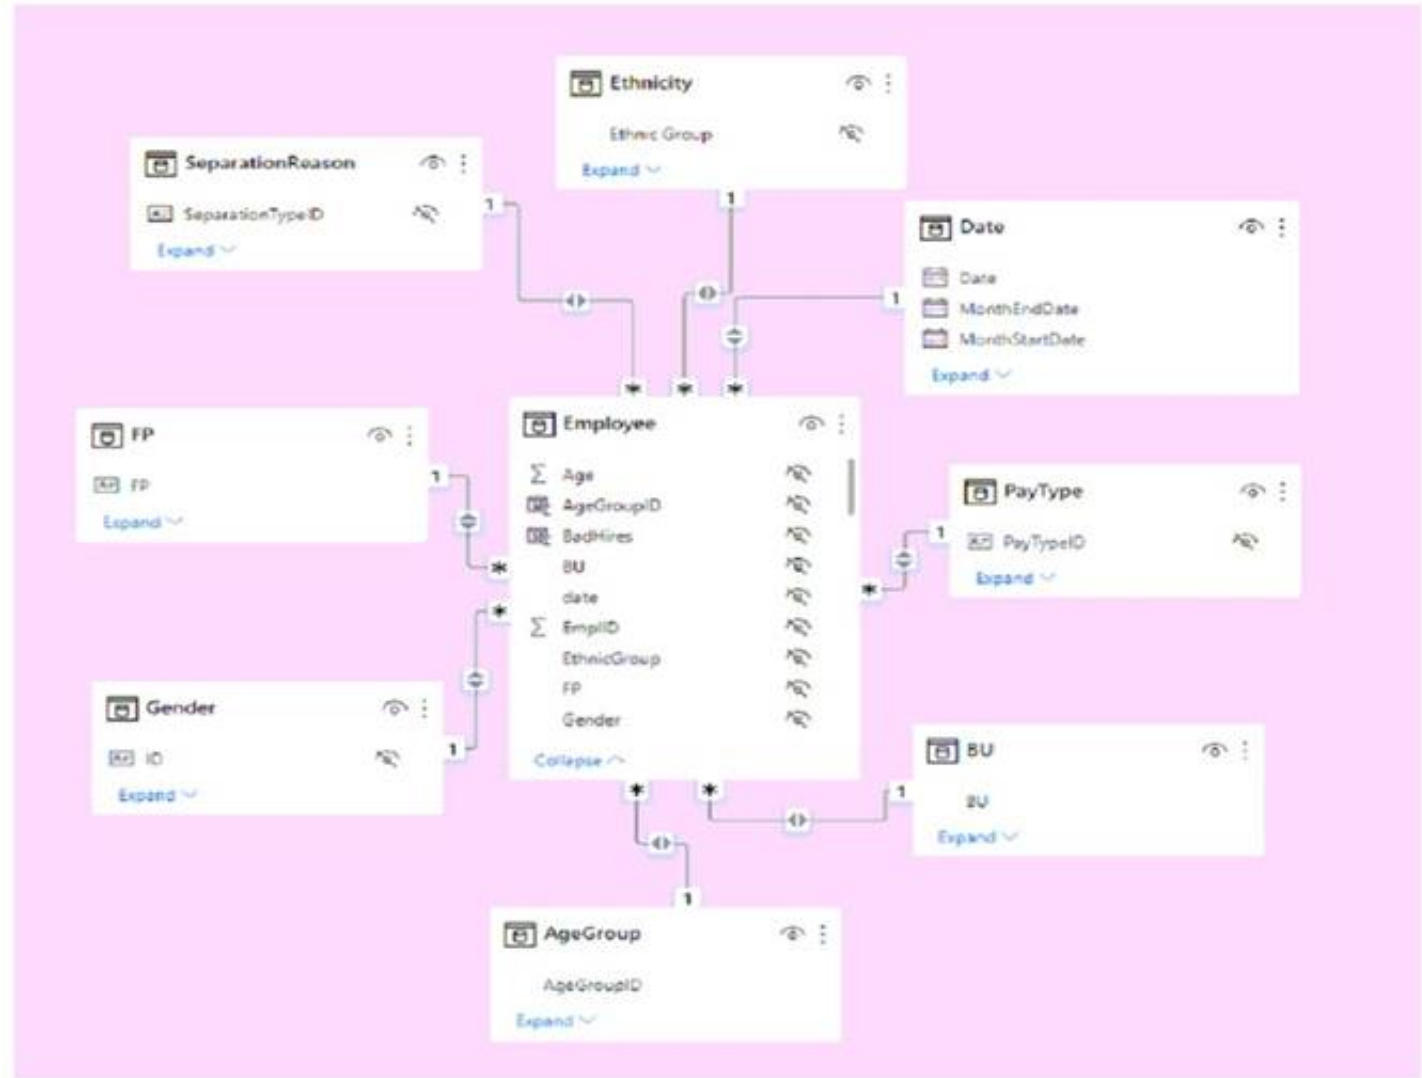 Ethnicity
Ethnic Group
Expand
SeparationReason
SeparationTypeID
Expand
1
1
Date
Date
MonthEndDate
MonthStartDate
Expand
1
*
*
*
FP
FP
Expand
1
*
Employee
Age
AgeGroupID
BadHires
BU
date
EmplID
EthnicGroup
FP
Gender
Collapse
PayType
PayTypeID
Expand
1
*
*
Gender
ID
Expand
1
*
*
BU
BU
Expand
1
1
AgeGroup
AgeGroupID
Expand